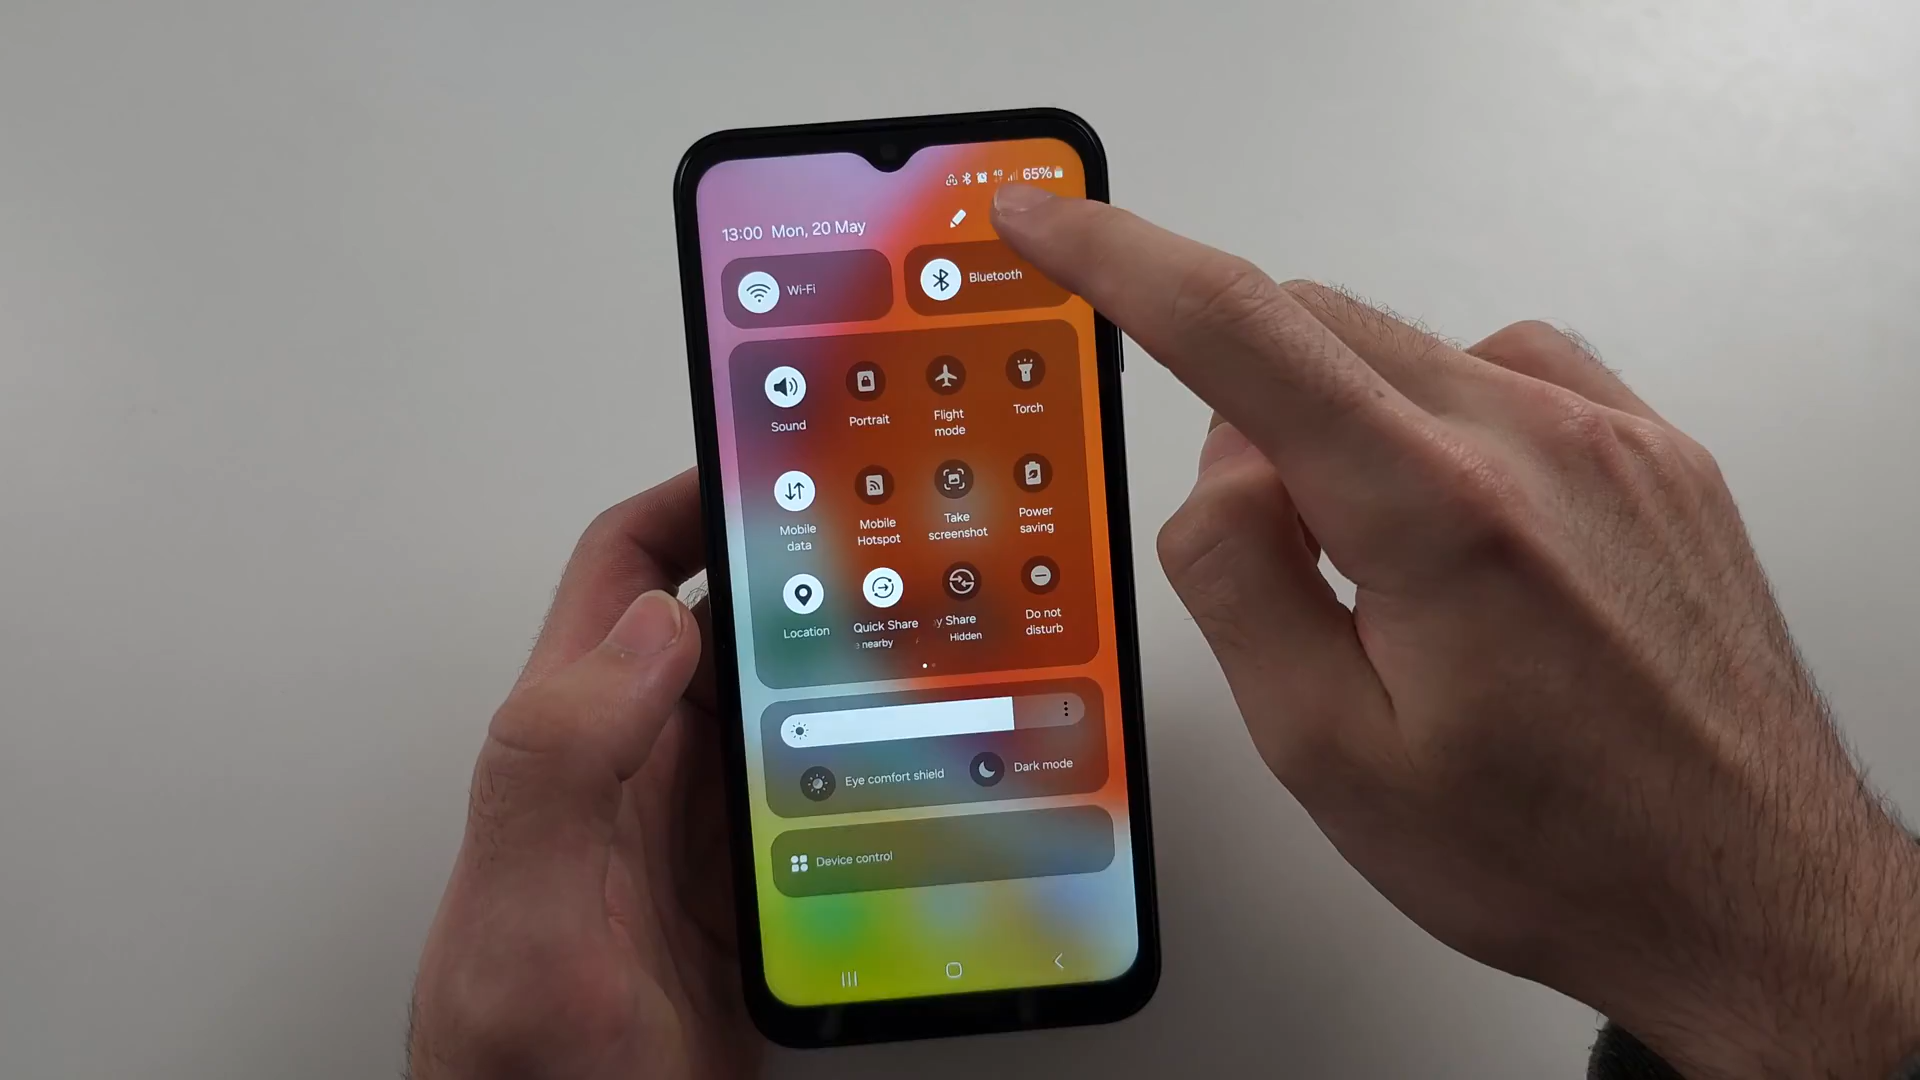 4G 65%
13:00 Mon, 20 May
Wi-Fi
Bluetooth
Sound
Portrait
Flight
mode
Torch
Mobile
data
Mobile
Hotspot
Take
screenshot
Power
saving
Location
Quick Share
nearby
y Share
Hidden
Do not
disturb
Eye comfort shield
Dark mode
Device control